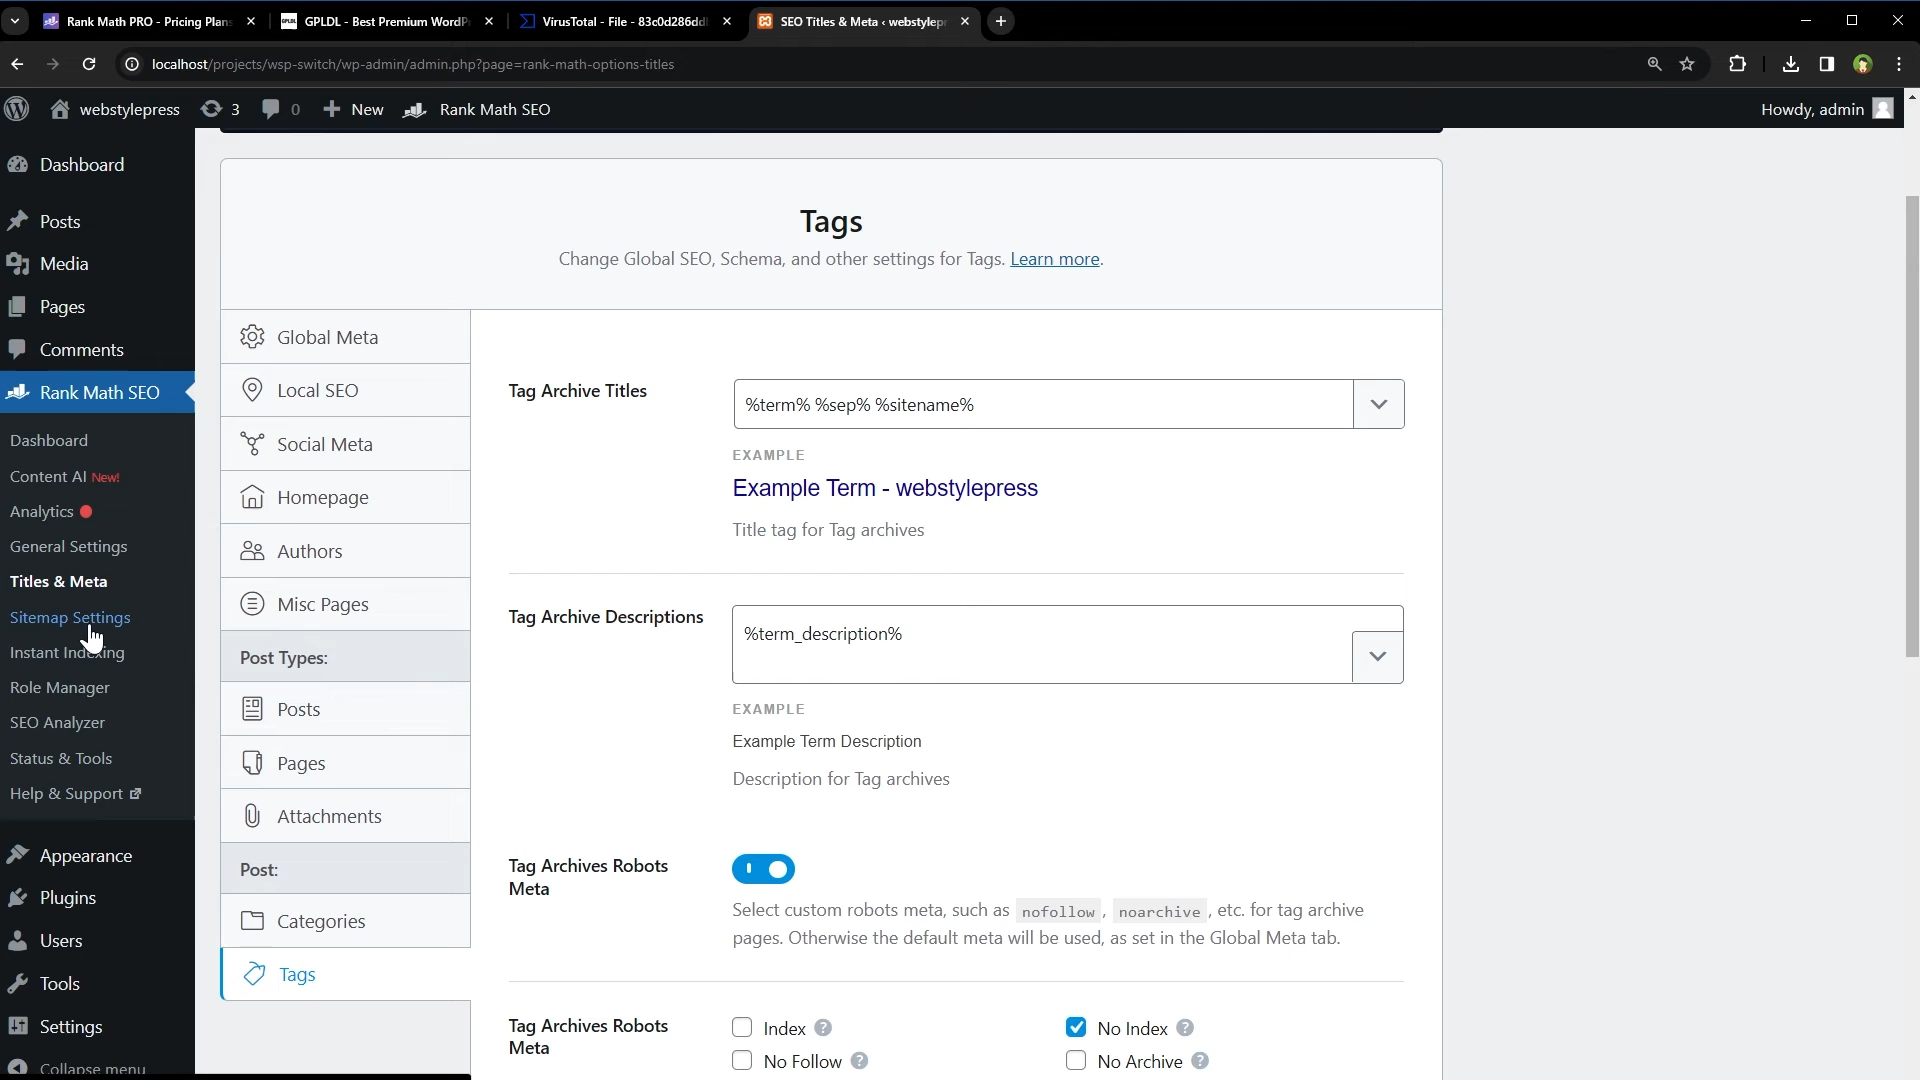 Rank Math PRO - Pricing Plans
GPLDL - Best Premium WordP
VirusTotal - File - 83c0d286dd
SEO Titles & Meta ‹ webstylepr
localhost/projects/wsp-switch/wp-admin/admin.php?page=rank-math-options-titles
webstylepress
3
0
New
Rank Math SEO
Howdy, admin
Dashboard
Posts
Media
Pages
Comments
Rank Math SEO
Dashboard
Content AI New!
Analytics
General Settings
Titles & Meta
Sitemap Settings
Instant Indexing
Role Manager
SEO Analyzer
Status & Tools
Help & Support
Appearance
Plugins
Users
Tools
Settings
Collapse menu
Tags
Change Global SEO, Schema, and other settings for Tags. Learn more.
Global Meta
Local SEO
Social Meta
Homepage
Authors
Misc Pages
Post Types:
Posts
Pages
Attachments
Post:
Categories
Tags
Tag Archive Titles
%term% %sep% %sitename%
EXAMPLE
Example Term - webstylepress
Title tag for Tag archives
Tag Archive Descriptions
%term_description%
EXAMPLE
Example Term Description
Description for Tag archives
Tag Archives Robots
Meta
Select custom robots meta, such as nofollow, noarchive, etc. for tag archive
pages. Otherwise the default meta will be used, as set in the Global Meta tab.
Tag Archives Robots
Meta
Index ?
No Index ?
No Follow ?
No Archive ?